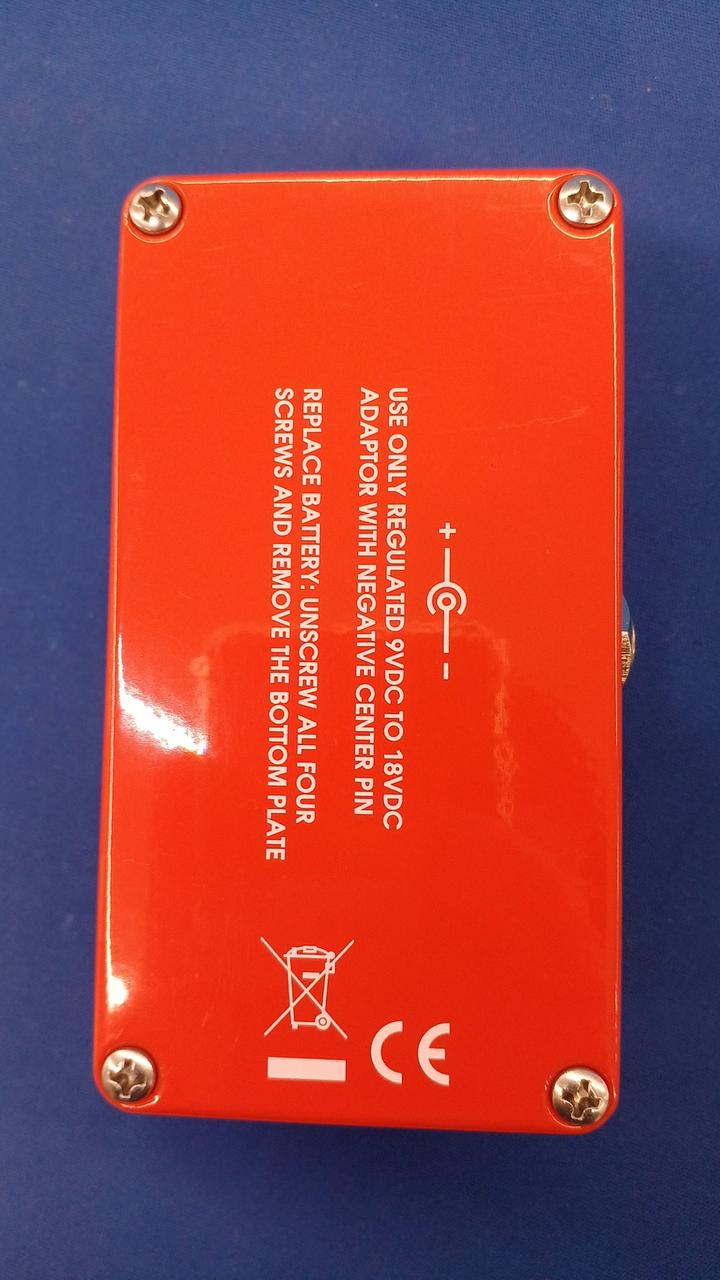 + -
USE ONLY REGULATED 9VDC TO 18VDC
ADAPTOR WITH NEGATIVE CENTER PIN
REPLACE BATTERY: UNSCREW ALL FOUR
SCREWS AND REMOVE THE BOTTOM PLATE
CE